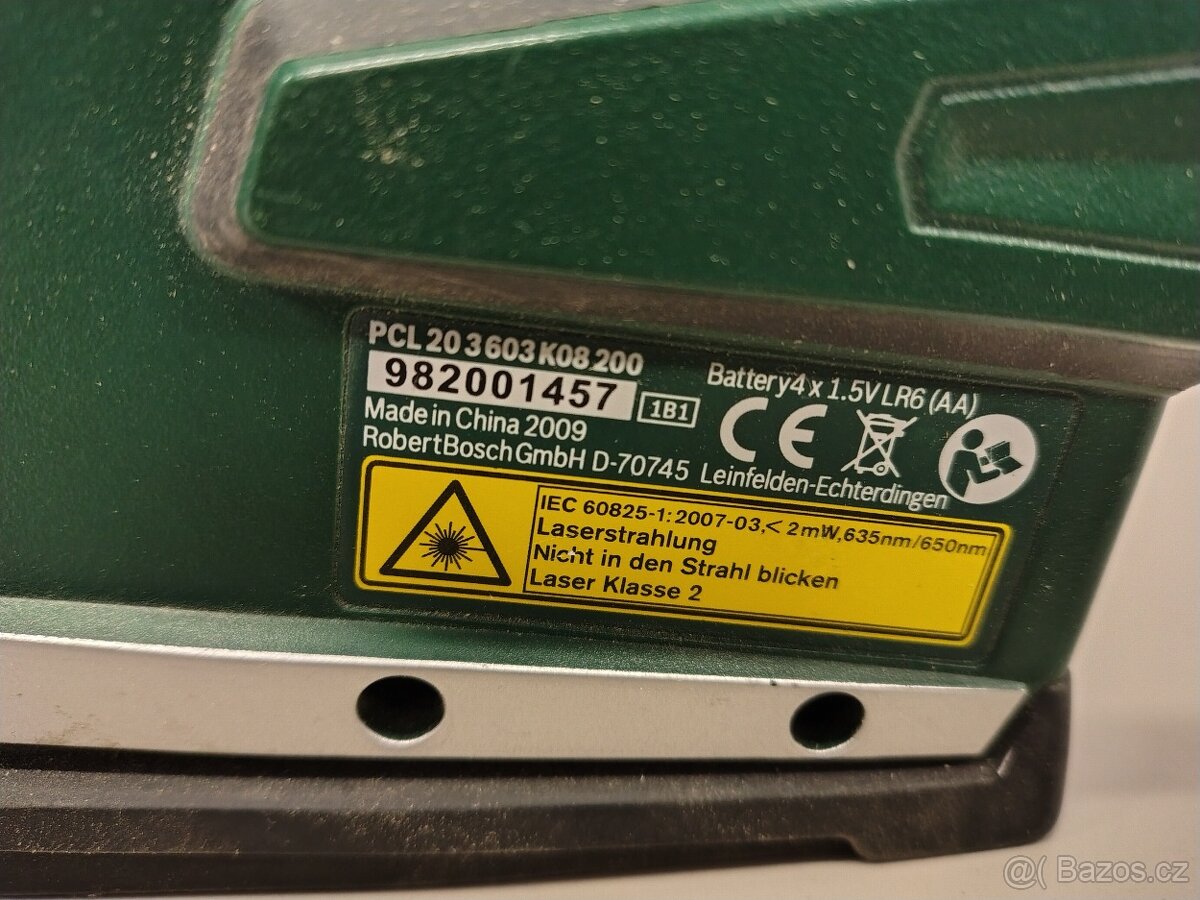 PCL 20 3 603 K08 200
982001457
1B1
Made in China 2009
Robert Bosch GmbH D-70745 Leinfelden-Echterdingen
Battery 4 x 1.5V LR6 (AA)
CE
IEC 60825-1: 2007-03, < 2mW, 635nm/650nm
Laserstrahlung
Nicht in den Strahl blicken
Laser Klasse 2
@( Bazos.cz